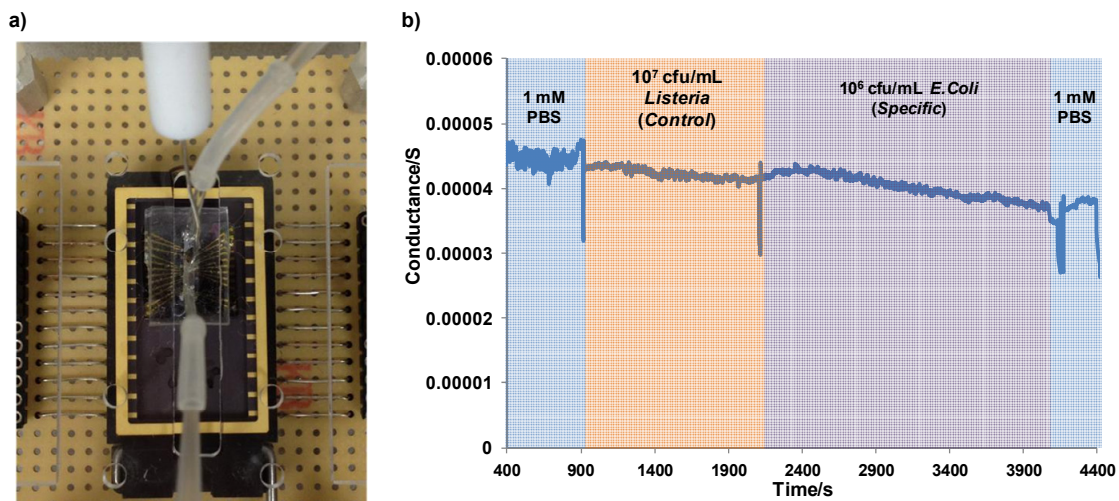 a)
b)
0.00006
0.00005
0.00004
0.00003
0.00002
0.00001
0
Conductance/S
1 mM
PBS
10⁷ cfu/mL
Listeria
(Control)
10⁶ cfu/mL E.Coli
(Specific)
1 mM
PBS
400 900 1400 1900 2400 2900 3400 3900 4400
Time/s